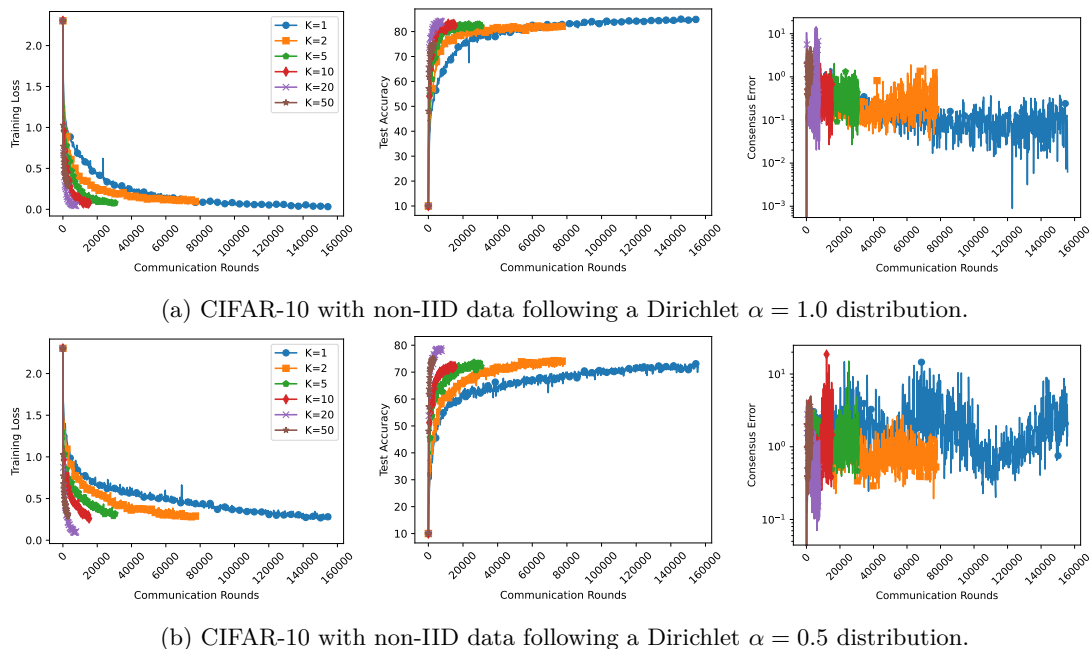 2.0
1.5
1.0
0.5
0.0
Training Loss
K=1
K=2
K=5
K=10
K=20
K=50
0 20000 40000 60000 80000 100000 120000 140000 160000
Communication Rounds
90
80
70
60
50
40
30
20
10
Test Accuracy
0 20000 40000 60000 80000 100000 120000 140000 160000
Communication Rounds
10¹
10⁰
10⁻¹
10⁻²
10⁻³
Consensus Error
0 20000 40000 60000 80000 100000 120000 140000 160000
Communication Rounds
(a) CIFAR-10 with non-IID data following a Dirichlet α = 1.0 distribution.
2.0
1.5
1.0
0.5
0.0
Training Loss
K=1
K=2
K=5
K=10
K=20
K=50
0 20000 40000 60000 80000 100000 120000 140000 160000
Communication Rounds
80
70
60
50
40
30
20
10
Test Accuracy
0 20000 40000 60000 80000 100000 120000 140000 160000
Communication Rounds
10¹
10⁰
10⁻¹
Consensus Error
0 20000 40000 60000 80000 100000 120000 140000 160000
Communication Rounds
(b) CIFAR-10 with non-IID data following a Dirichlet α = 0.5 distribution.